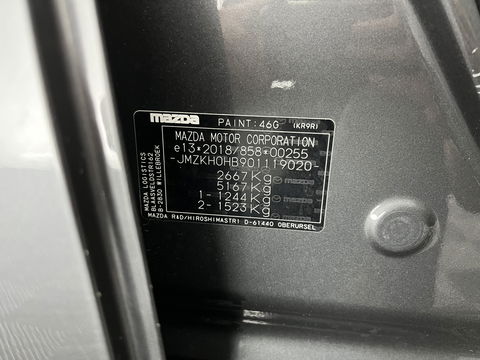 mazda PAINT:46G (KR9R)
MAZDA MOTOR CORPORATION
e13*2018/858*00255
-JMZKH0HB901119020-
2667Kg
5167Kg
1-1244Kg
2-1523Kg
MAZDA R&D/HIROSHIMASTR1 D-61440 OBERURSEL
MAZDA LOGISTICS
BLAASVELDSTR162
B-2830 WILLEBROEK